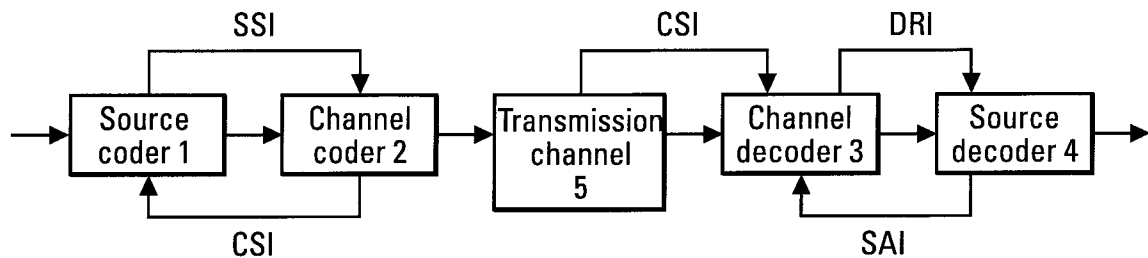 SSI
CSI
DRI
Source
coder 1
Channel
coder 2
Transmission
channel
5
Channel
decoder 3
Source
decoder 4
CSI
SAI